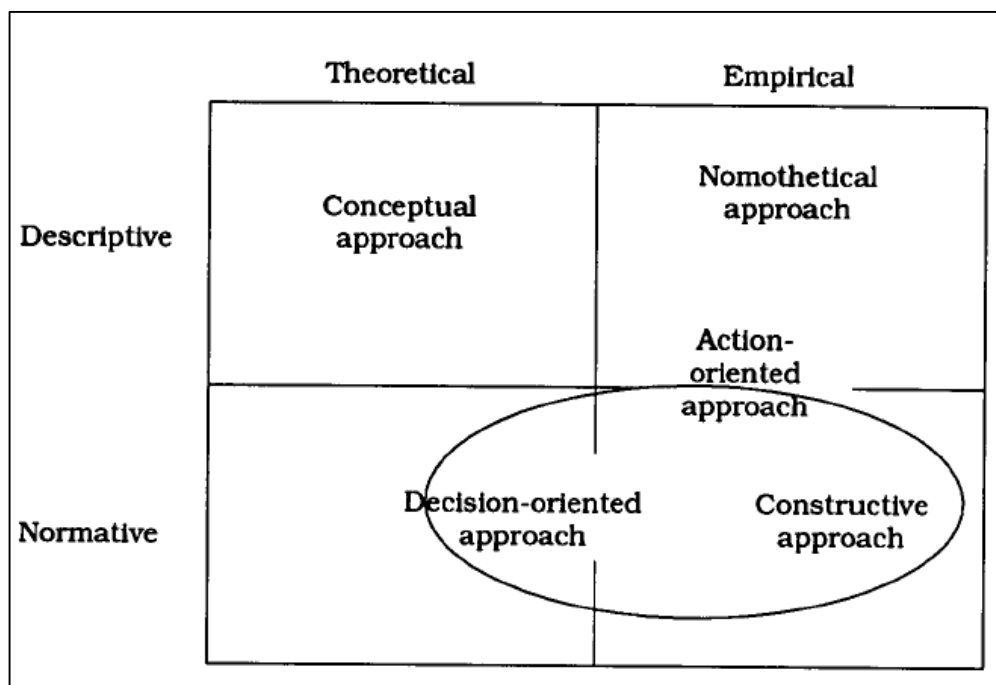 Theoretical
Empirical
Conceptual
approach
Nomothetical
approach
Descriptive
Action-
oriented
approach
Decision-oriented
approach
Constructive
approach
Normative